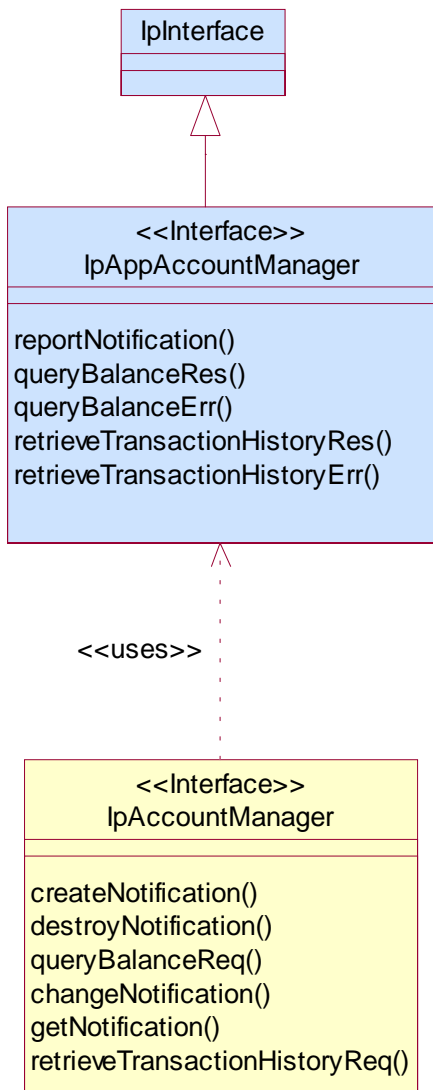 IpInterface
<<Interface>>
IpAppAccountManager
reportNotification()
queryBalanceRes()
queryBalanceErr()
retrieveTransactionHistoryRes()
retrieveTransactionHistoryErr()
<<uses>>
<<Interface>>
IpAccountManager
createNotification()
destroyNotification()
queryBalanceReq()
changeNotification()
getNotification()
retrieveTransactionHistoryReq()